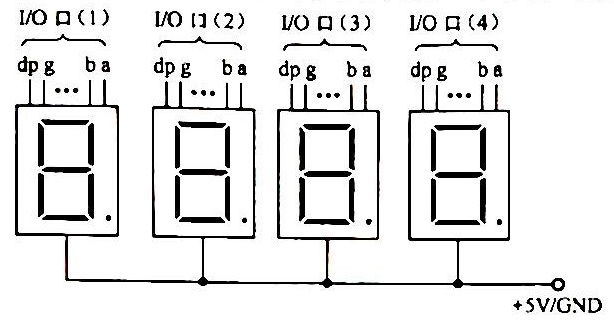 I/O 口(1) I/O 口(2) I/O 口(3) I/O 口(4)
dp g ... b a dp g ... b a dp g ... b a dp g ... b a
+5V/GND